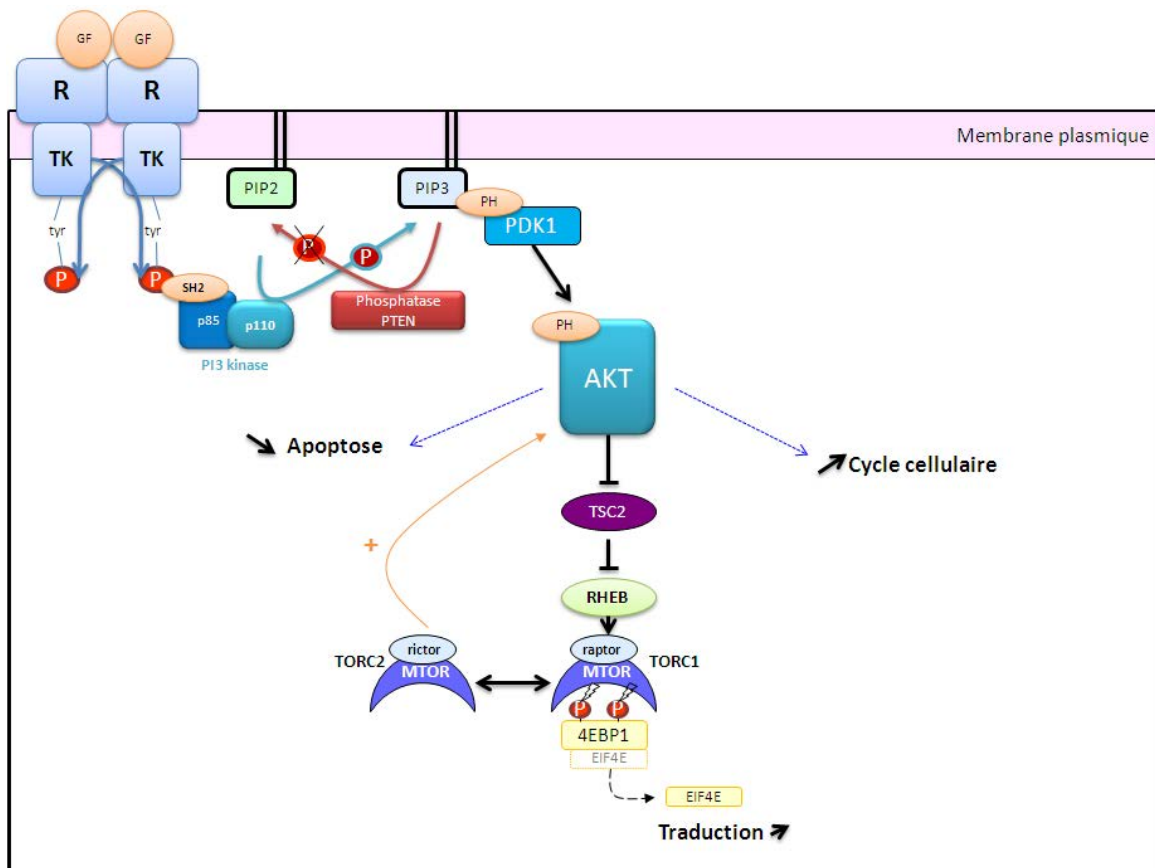 GF GF
R R
Membrane plasmique
TK TK
PIP2
PIP3
PH
PDK1
tyr tyr
P P
P
P
SH2
p85
p110
PI3 kinase
Phosphatase
PTEN
PH
AKT
Apoptose
Cycle cellulaire
TSC2
+
RHEB
rictor
TORC2
MTOR
raptor
TORC1
MTOR
P P
4EBP1
EIF4E
EIF4E
Traduction